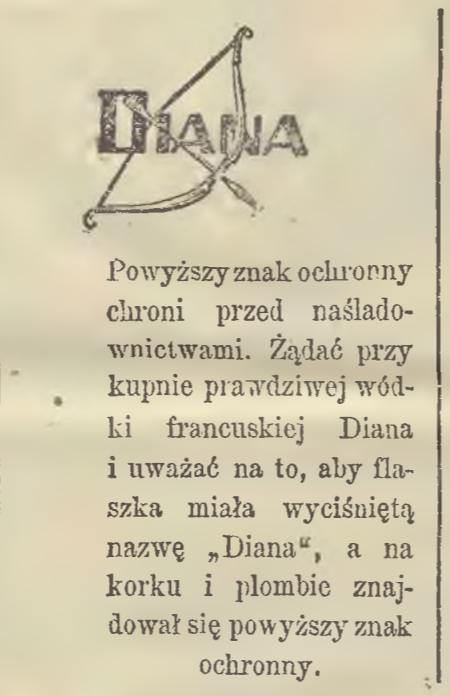 DIANA
Powyższy znak ochronny
chroni przed naślado-
wnictwami. Żądać przy
kupnie prawdziwej wód-
ki francuskiej Diana
i uważać na to, aby fla-
szka miała wyciśniętą
nazwę „Diana“, a na
korku i plombie znaj-
dował się powyższy znak
ochronny.